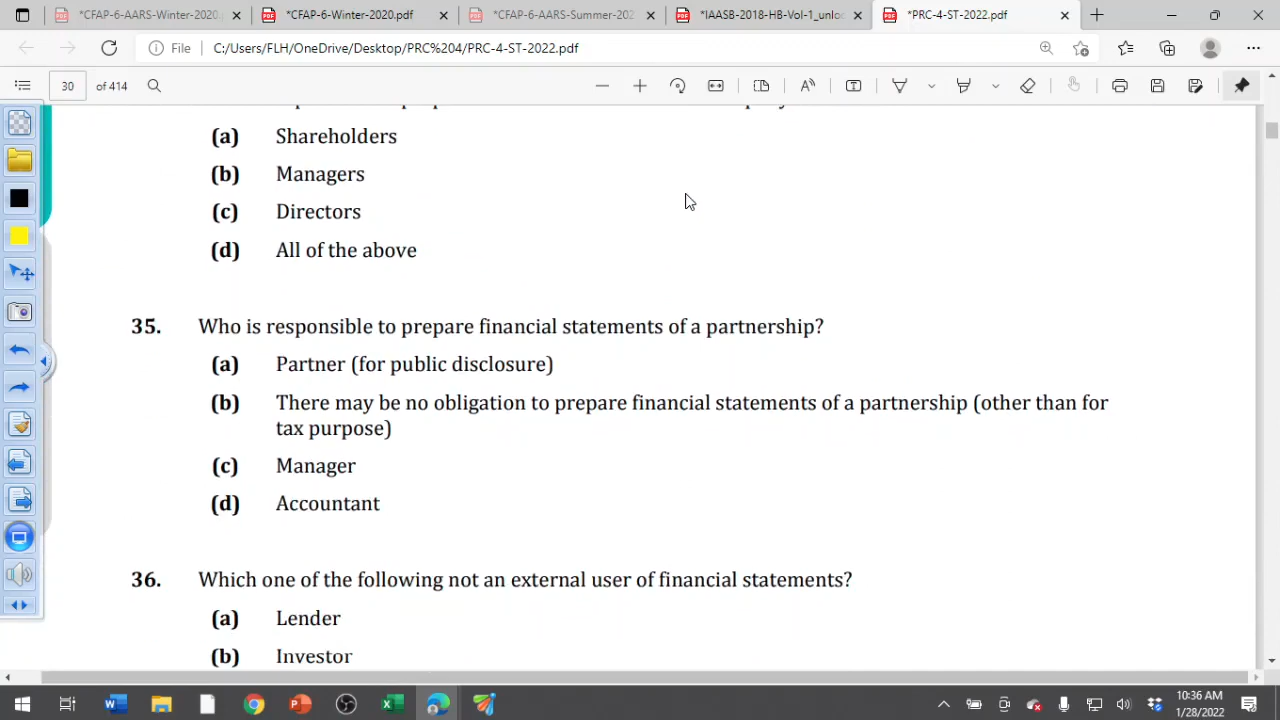 *CFAP-6-AARS-Winter-2020.
*CFAP-6-Winter-2020.pdf
*CFAP-6-AARS-Summer-202
*IAASB-2018-HB-Vol-1_unlo
*PRC-4-ST-2022.pdf
File
C:/Users/FLH/OneDrive/Desktop/PRC%204/PRC-4-ST-2022.pdf
30 of 414
(a) Shareholders
(b) Managers
(c) Directors
(d) All of the above
35. Who is responsible to prepare financial statements of a partnership?
(a) Partner (for public disclosure)
(b) There may be no obligation to prepare financial statements of a partnership (other than for
tax purpose)
(c) Manager
(d) Accountant
36. Which one of the following not an external user of financial statements?
(a) Lender
(b) Investor
10:36 AM
1/28/2022